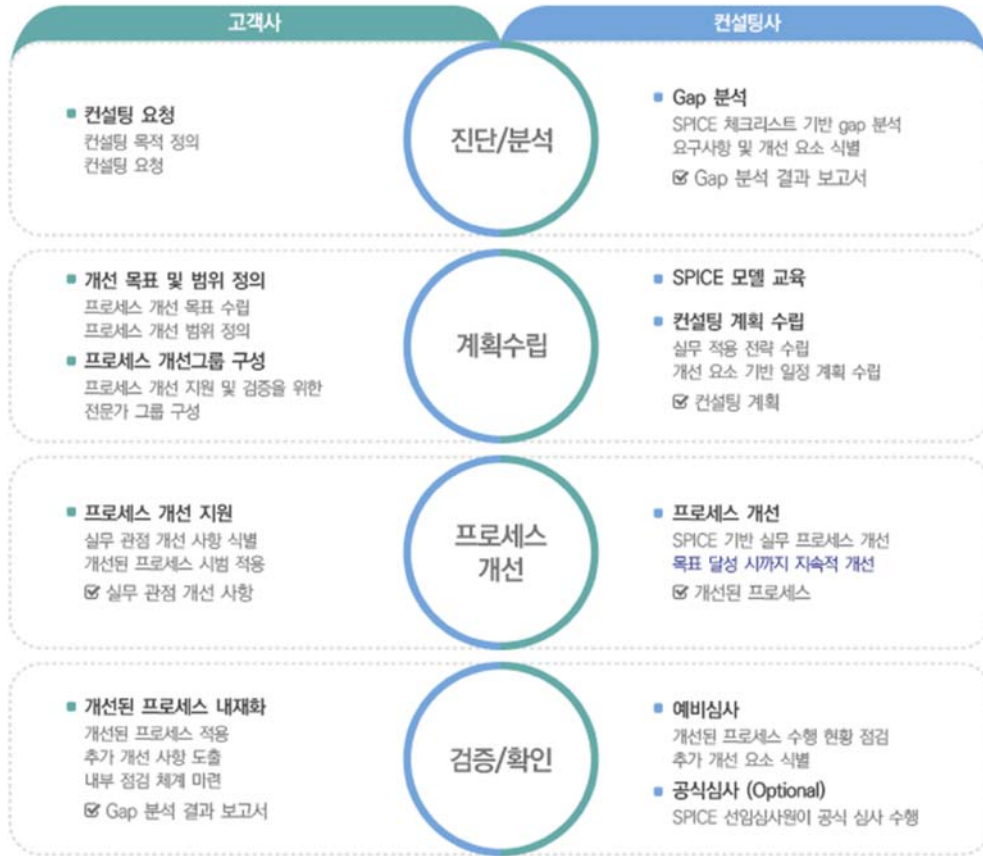 고객사
컨설팅사
진단/분석
■ 컨설팅 요청
컨설팅 목적 정의
컨설팅 요청
■ Gap 분석
SPICE 체크리스트 기반 gap 분석
요구사항 및 개선 요소 식별
☑ Gap 분석 결과 보고서
계획수립
■ 개선 목표 및 범위 정의
프로세스 개선 목표 수립
프로세스 개선 범위 정의
■ 프로세스 개선그룹 구성
프로세스 개선 지원 및 검증을 위한
전문가 그룹 구성
■ SPICE 모델 교육
■ 컨설팅 계획 수립
실무 적용 전략 수립
개선 요소 기반 일정 계획 수립
☑ 컨설팅 계획
프로세스
개선
■ 프로세스 개선 지원
실무 관점 개선 사항 식별
개선된 프로세스 시범 적용
☑ 실무 관점 개선 사항
■ 프로세스 개선
SPICE 기반 실무 프로세스 개선
목표 달성 시까지 지속적 개선
☑ 개선된 프로세스
검증/확인
■ 개선된 프로세스 내재화
개선된 프로세스 적용
추가 개선 사항 도출
내부 점검 체계 마련
☑ Gap 분석 결과 보고서
■ 예비심사
개선된 프로세스 수행 현황 점검
추가 개선 요소 식별
■ 공식심사 (Optional)
SPICE 선임심사원이 공식 심사 수행